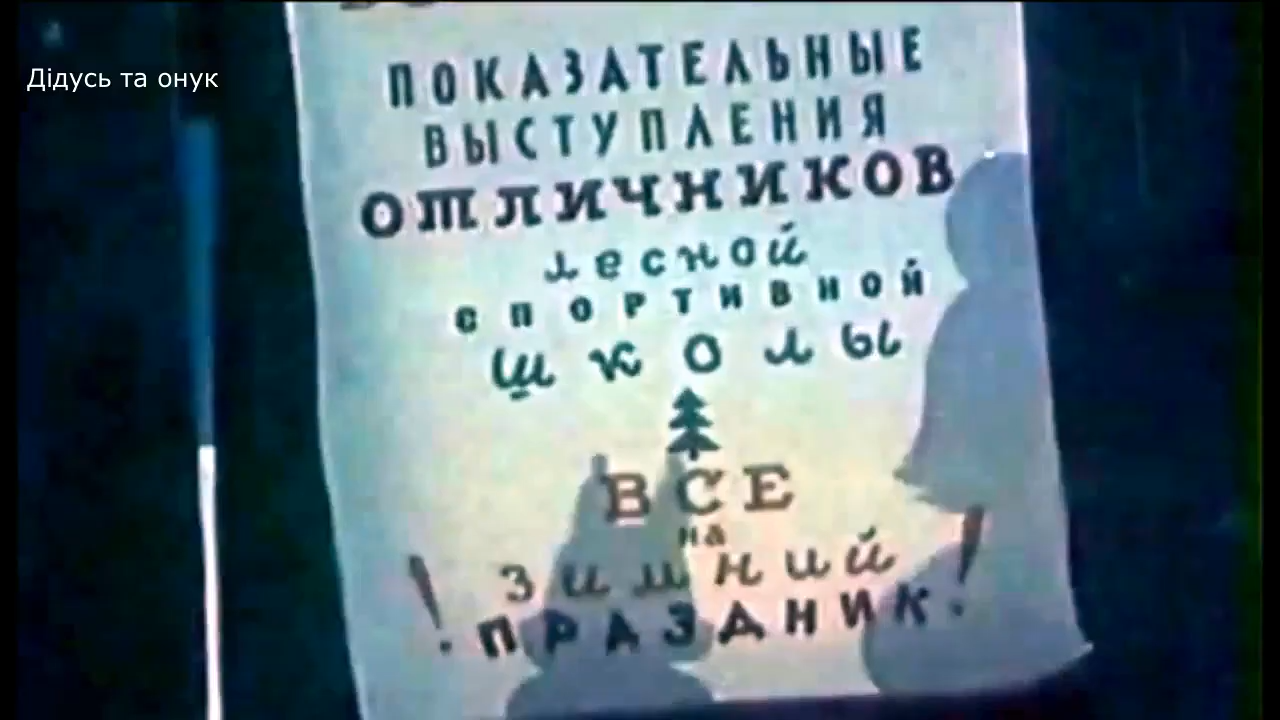 Дідусь та онук
ПОКАЗАТЕЛЬНЫЕ
ВЫСТУПЛЕНИЯ
ОТЛИЧНИКОВ
лесной
СПОРТИВНОЙ
школы
ВСЕ
на
! зимний !
ПРАЗДНИК